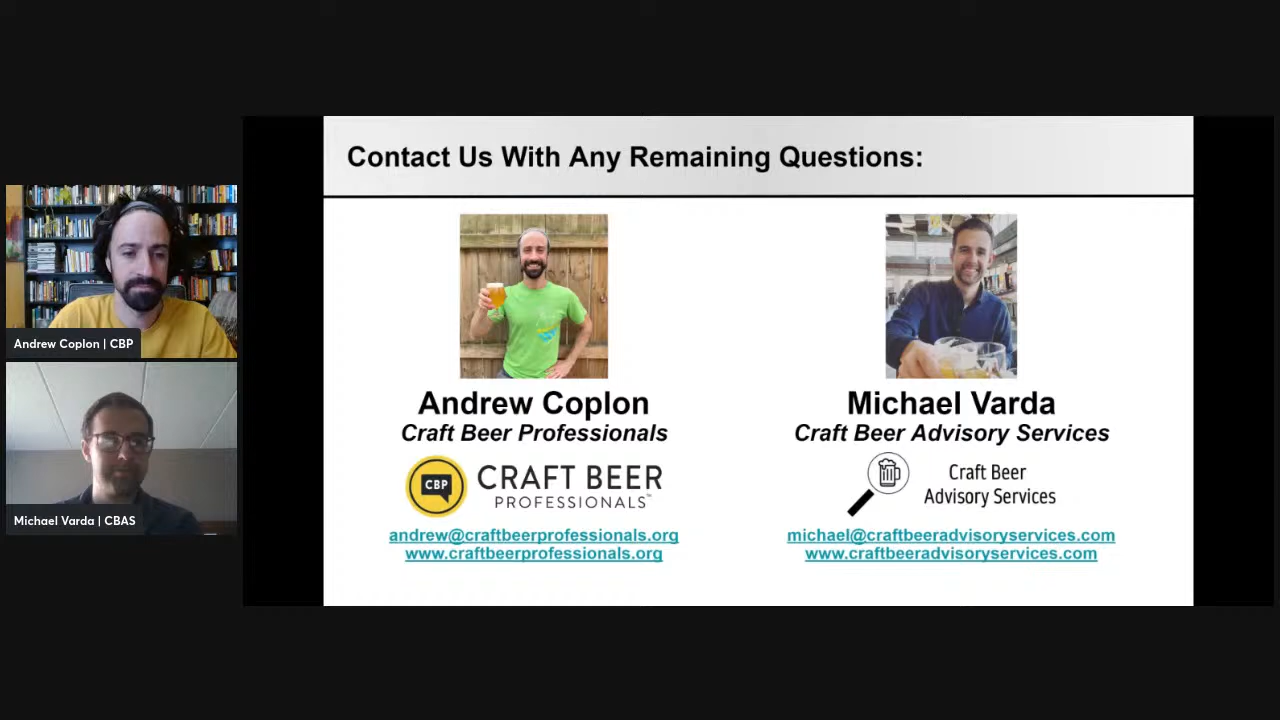 Contact Us With Any Remaining Questions:
Andrew Coplon | CBP
Michael Varda | CBAS
Andrew Coplon
Craft Beer Professionals
CBP
CRAFT BEER
PROFESSIONALS™
andrew@craftbeerprofessionals.org
www.craftbeerprofessionals.org
Michael Varda
Craft Beer Advisory Services
Craft Beer
Advisory Services
michael@craftbeeradvisoryservices.com
www.craftbeeradvisoryservices.com